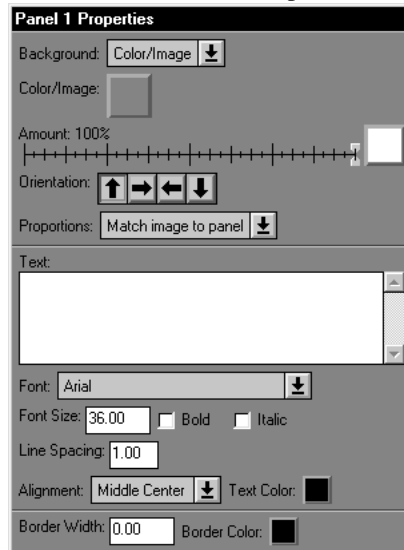 Panel 1 Properties
Background: Color/Image
Color/Image:
Amount: 100%
Orientation:
Proportions: Match image to panel
Text:
Font: Arial
Font Size: 36.00 Bold Italic
Line Spacing: 1.00
Alignment: Middle Center Text Color:
Border Width: 0.00 Border Color: